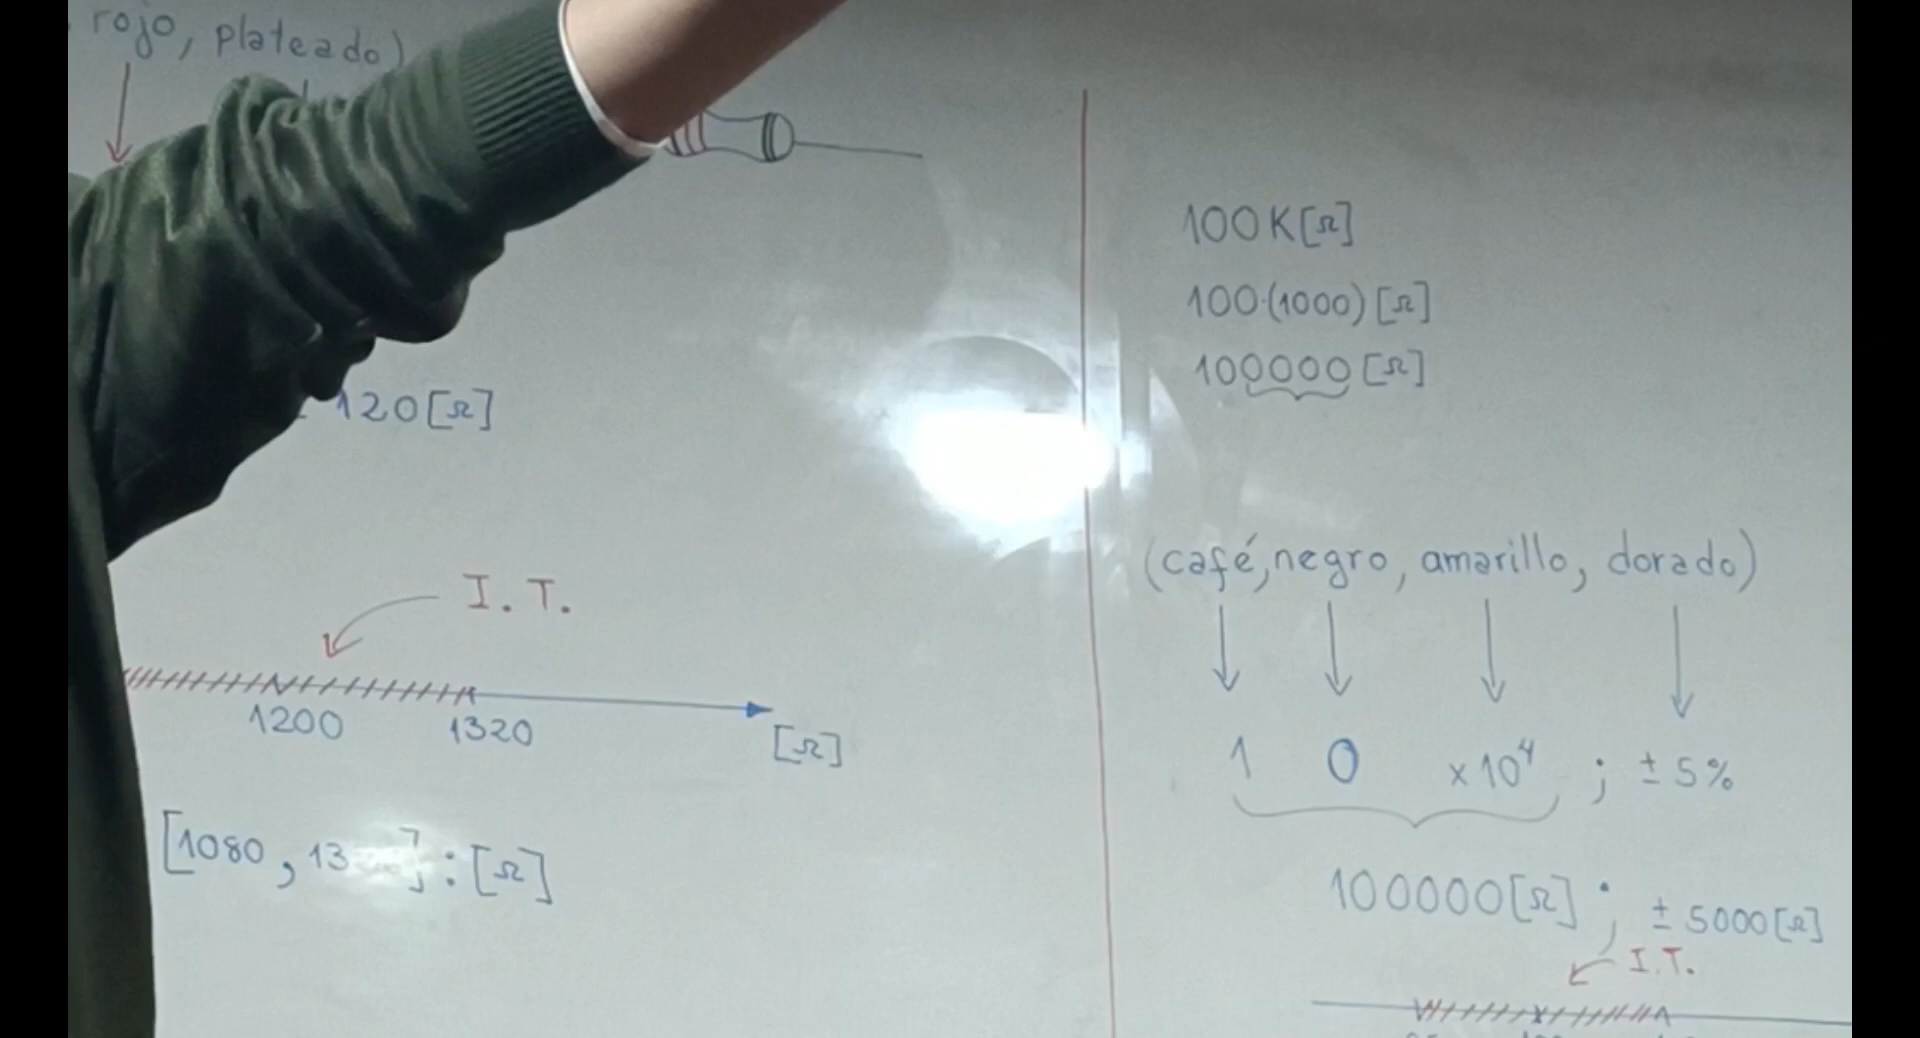 rojo, plateado)
120[Ω]
I. T.
1200 1320 [Ω]
[1080, 13 ] : [Ω]
100K[Ω]
100·(1000)[Ω]
100000[Ω]
(café, negro, amarillo, dorado)
1 0 x10⁴ ; ± 5%
100000[Ω] ; ± 5000[Ω]
I.T.